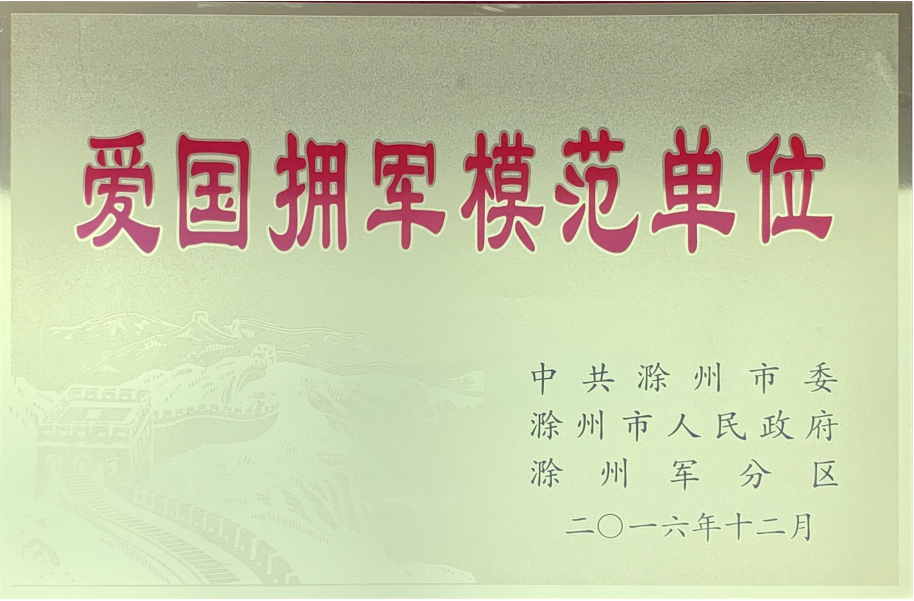 爱国拥军模范单位
中共滁州市委
滁州市人民政府
滁州军分区
二〇一六年十二月